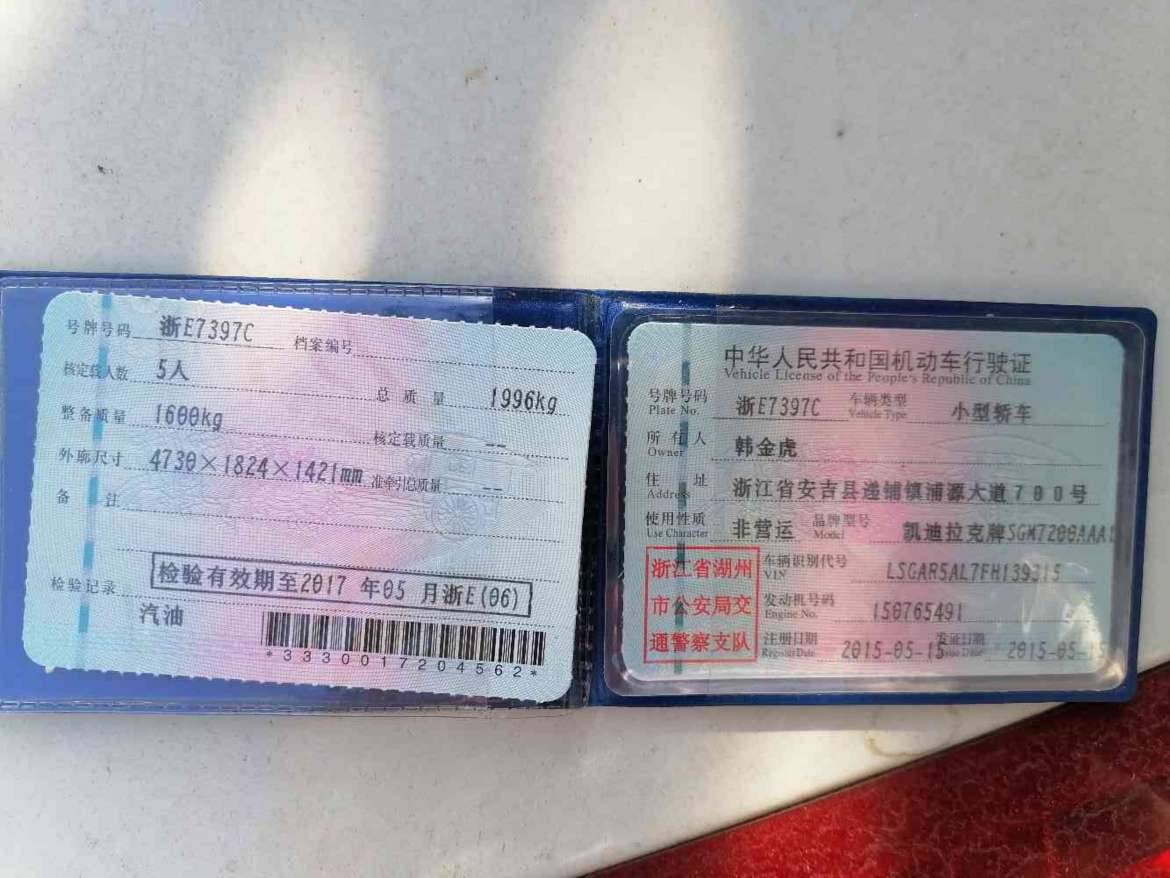 号牌号码 浙E7397C 档案编号
核定载人数 5人 总质量 1996kg
整备质量 1600kg 核定载质量 --
外廓尺寸 4730×1824×1421mm 准牵引总质量 --
备注
检验记录 检验有效期至2017年05月浙E(06)
汽油
*3330017204562*
中华人民共和国机动车行驶证
Vehicle License of the People's Republic of China
号牌号码 浙E7397C 车辆类型 小型轿车
Plate No. Vehicle Type
所有人 韩金虎
Owner
住址 浙江省安吉县递铺镇浦源大道700号
Address
使用性质 非营运 品牌型号 凯迪拉克牌SGM7200AAA1
Use Character Model
浙江省湖州
市公安局交
通警察支队
车辆识别代号 LSGAR5AL7FH139315
VIN
发动机号码 150765491
Engine No.
注册日期 2015-05-15 发证日期 2015-05-15
Register Date Issue Date